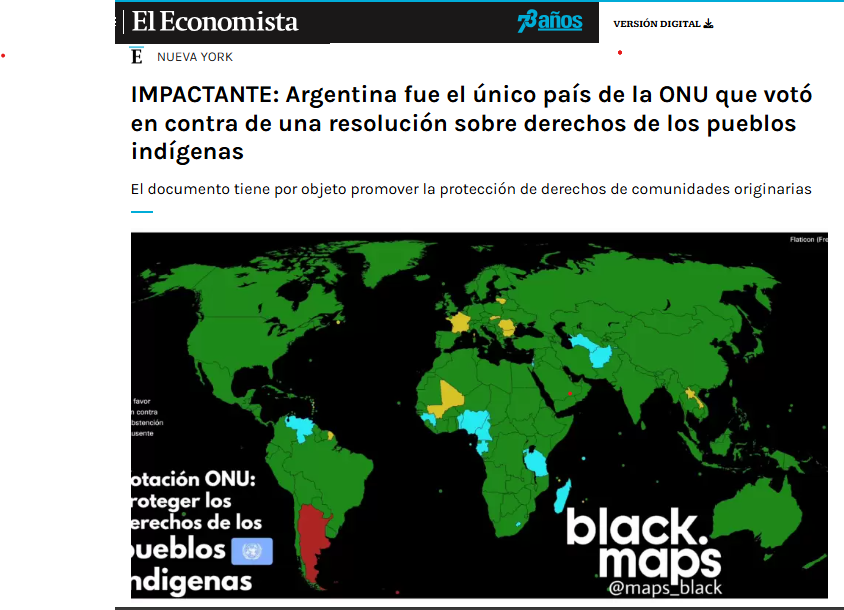 El Economista
73 años
VERSIÓN DIGITAL
E NUEVA YORK
IMPACTANTE: Argentina fue el único país de la ONU que votó
en contra de una resolución sobre derechos de los pueblos
indígenas
El documento tiene por objeto promover la protección de derechos de comunidades originarias
Flaticon (Fre
favor
n contra
bstención
usente
otación ONU:
roteger los
erechos de los
ueblos
ndigenas
black.
maps
@maps_black